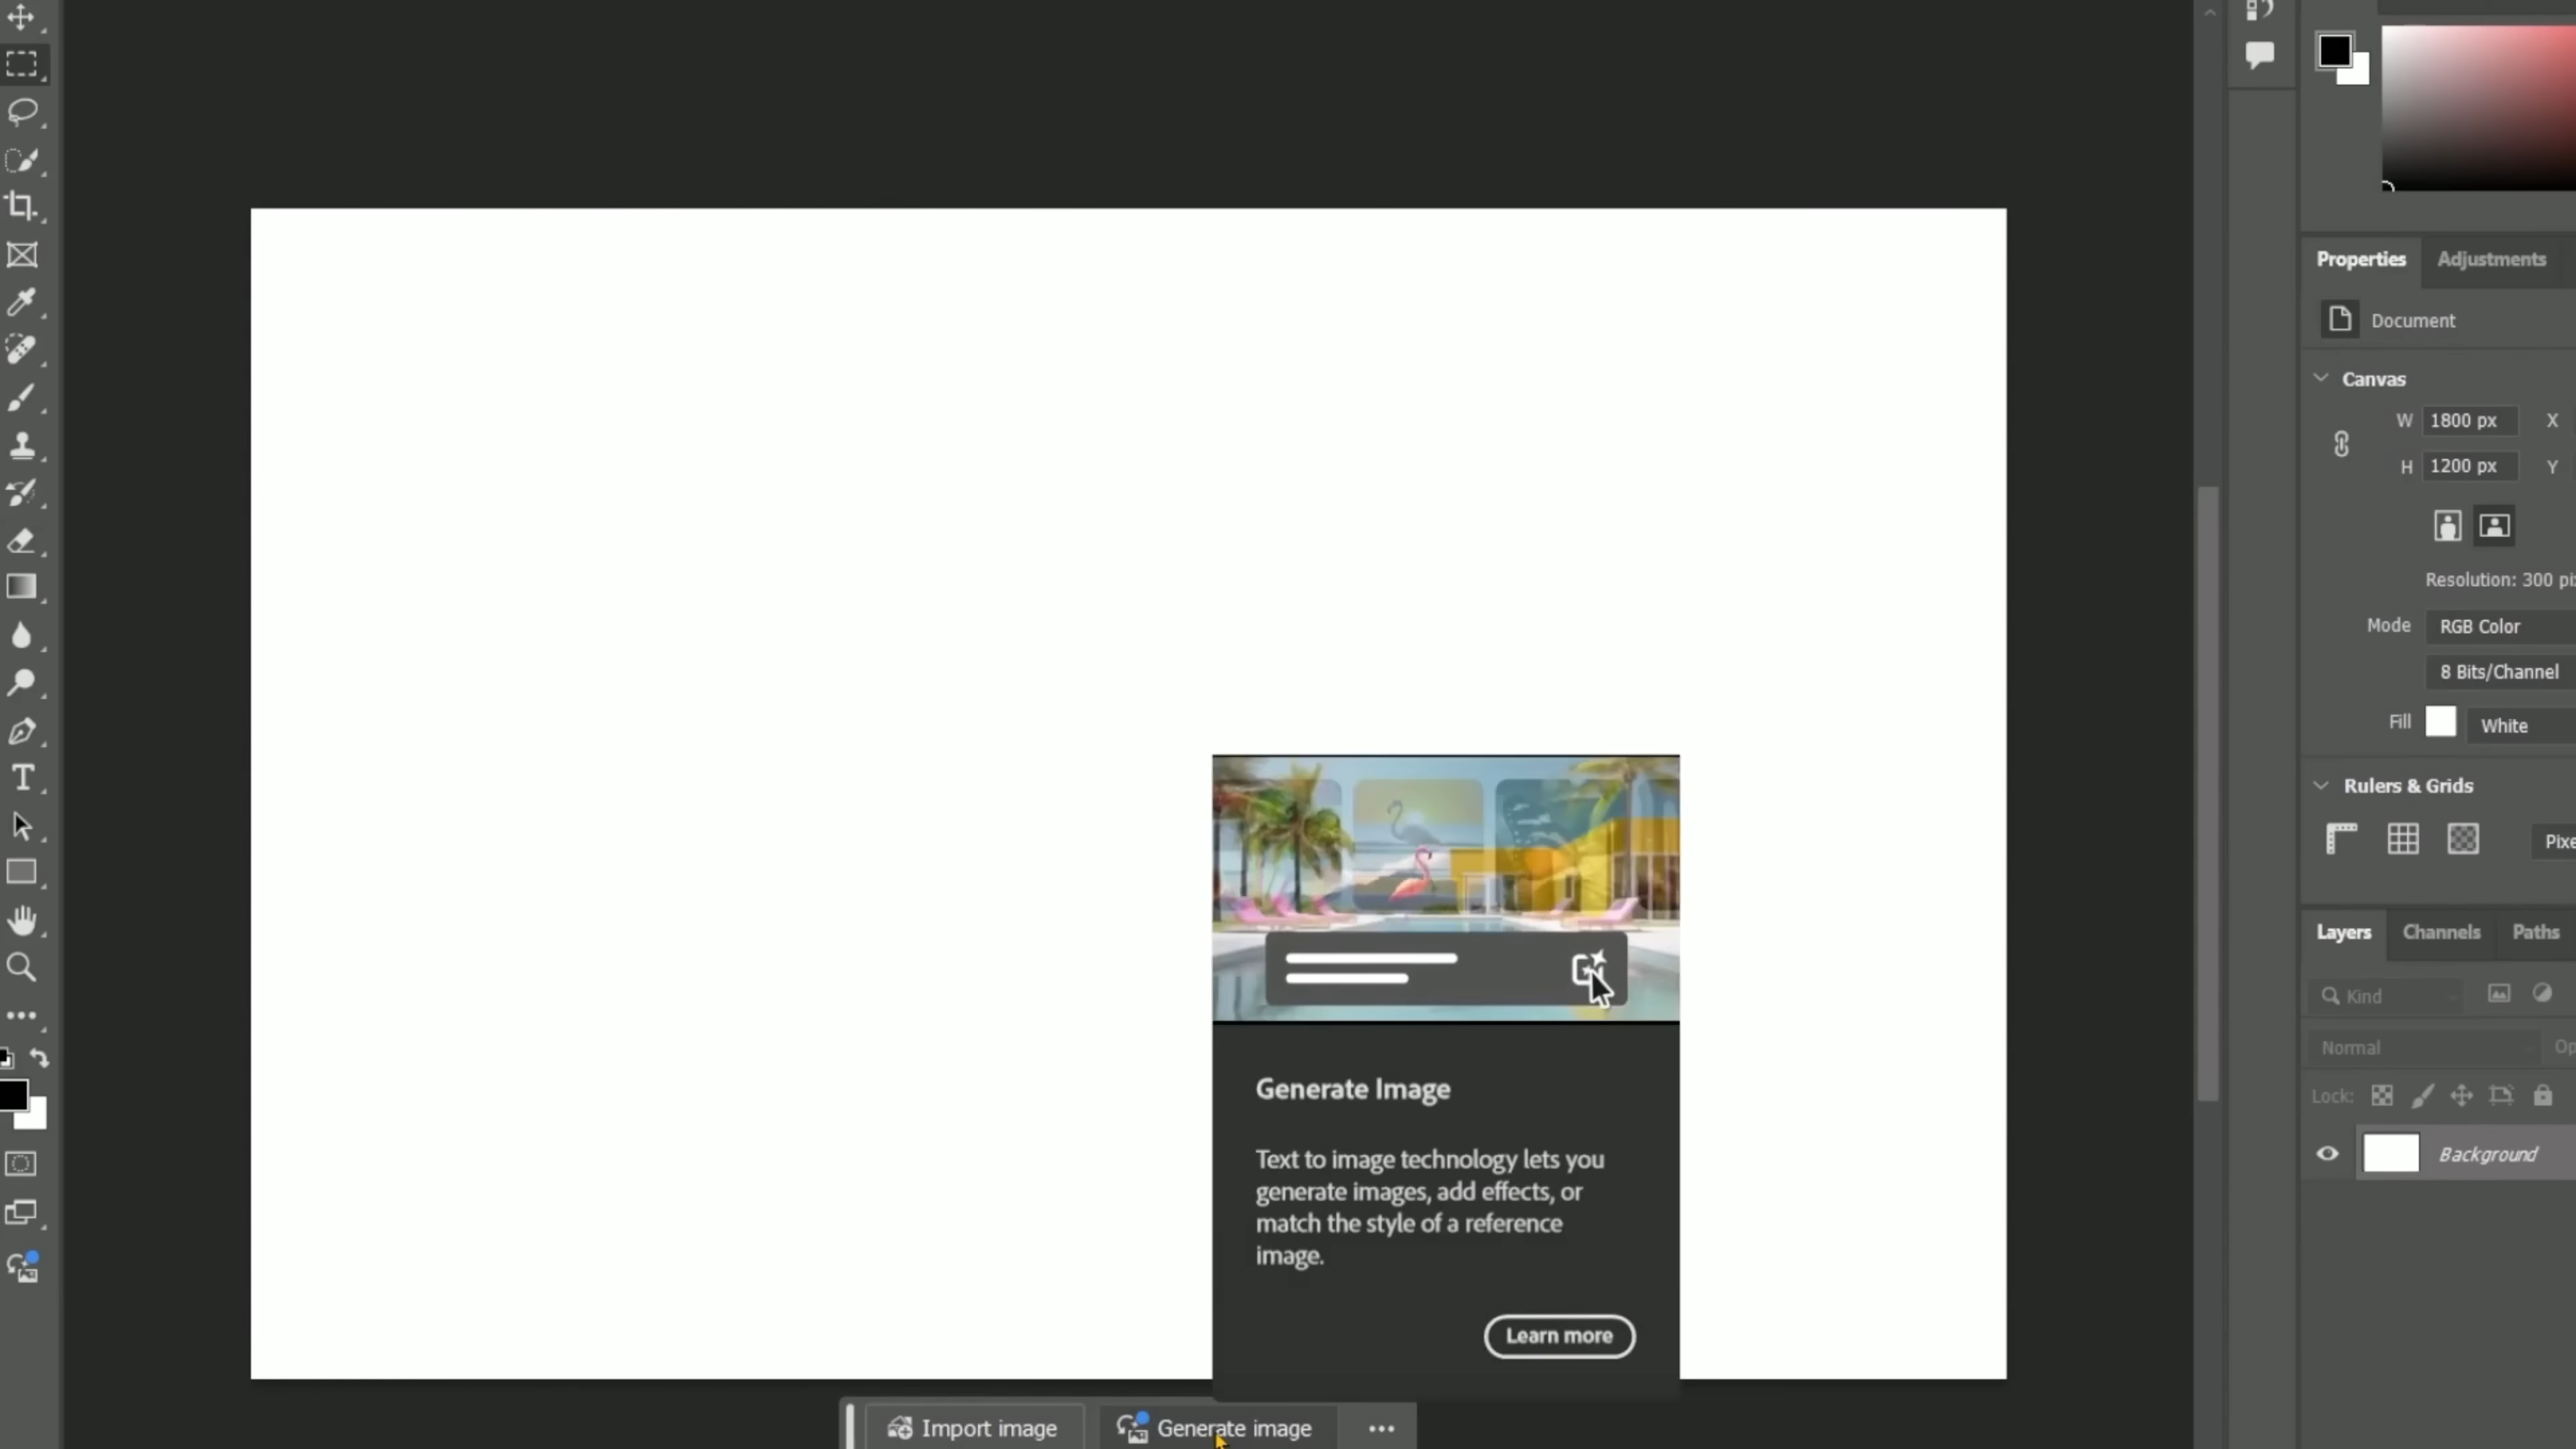 Properties Adjustments
Document
Canvas
W 1800 px X
H 1200 px Y
Resolution: 300
Mode RGB Color
8 Bits/Channel
Fill White
Rulers & Grids
Layers Channels Paths
Kind
Normal
Lock:
Background
Generate Image
Text to image technology lets you
generate images, add effects, or
match the style of a reference
image.
Learn more
Import image Generate image